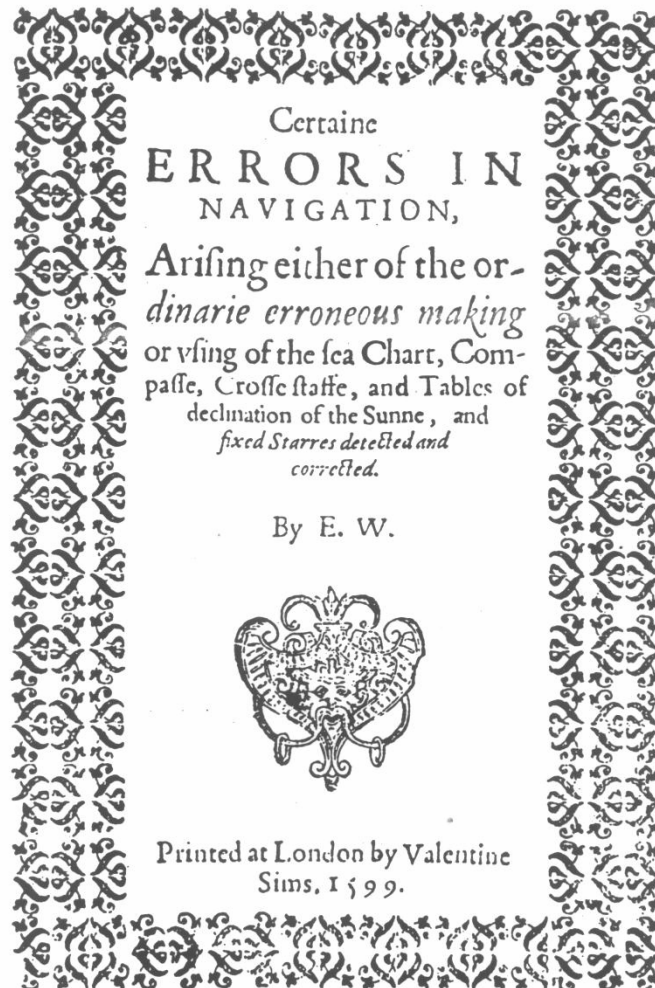 Certaine
ERRORS IN
NAVIGATION,
Ariſing either of the or-
dinarie erroneous making
or vſing of the ſea Chart, Com-
paſſe, Croſſe ſtaffe, and Tables of
declination of the Sunne, and
fixed Starres detected and
corrected.
By E. W.
Printed at London by Valentine
Sims. 1599.